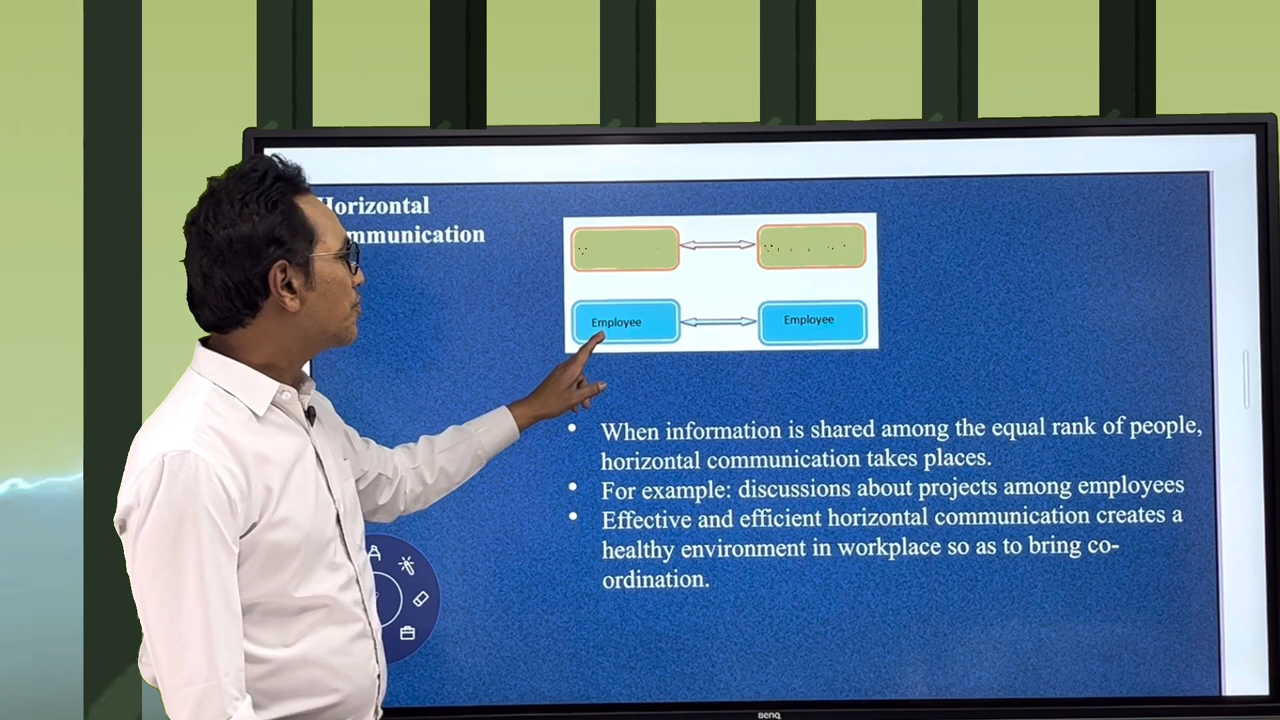 Horizontal
mmunication
Employee
Employee
When information is shared among the equal rank of people,
horizontal communication takes places.
For example: discussions about projects among employees
Effective and efficient horizontal communication creates a
healthy environment in workplace so as to bring co-
ordination.
BenQ